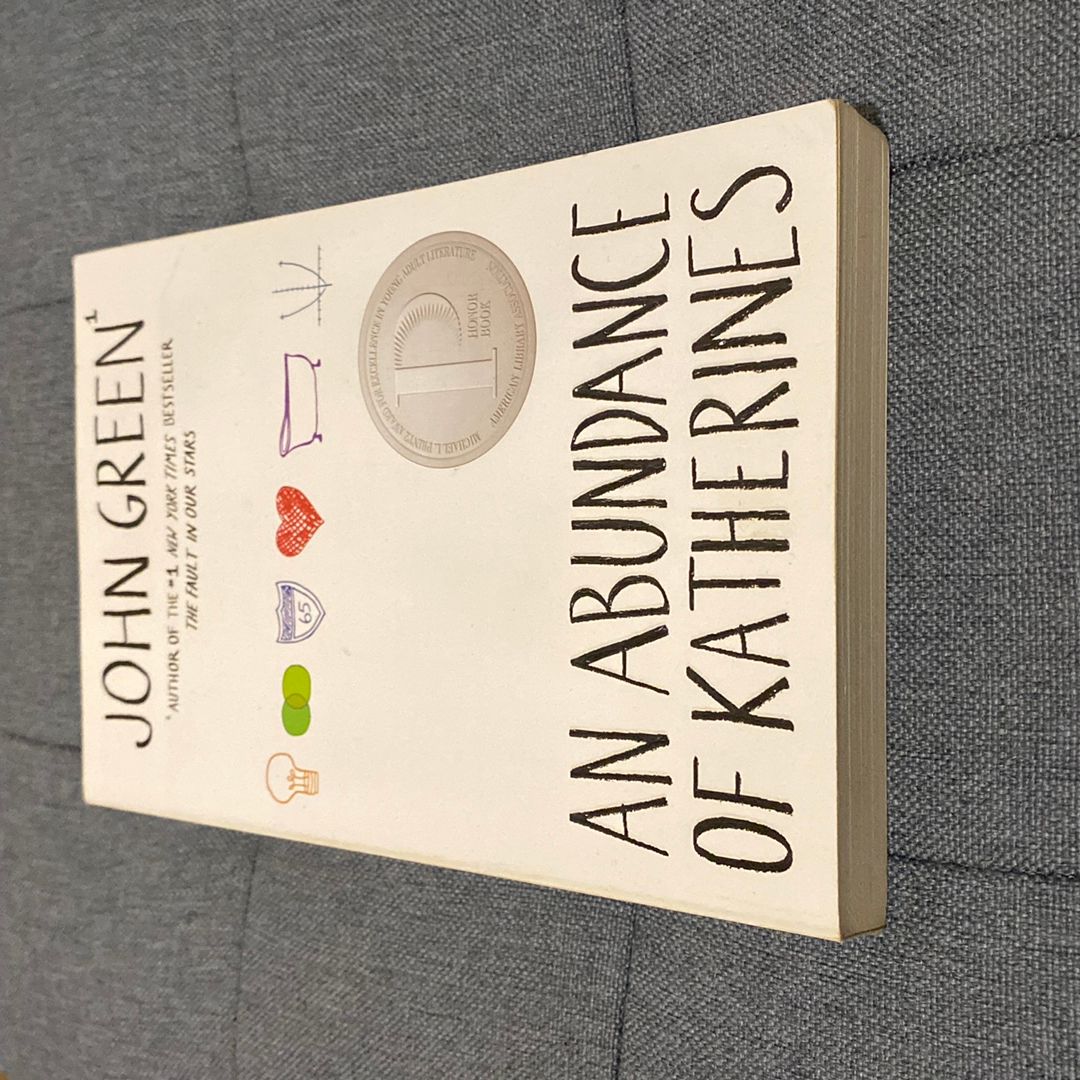 JOHN GREEN¹
¹AUTHOR OF THE #1 NEW YORK TIMES BESTSELLER
THE FAULT IN OUR STARS
65
MICHAEL L. PRINTZ AWARD FOR EXCELLENCE IN YOUNG ADULT LITERATURE
P
HONOR
BOOK
AMERICAN LIBRARY ASSOCIATION
AN ABUNDANCE
OF KATHERINES